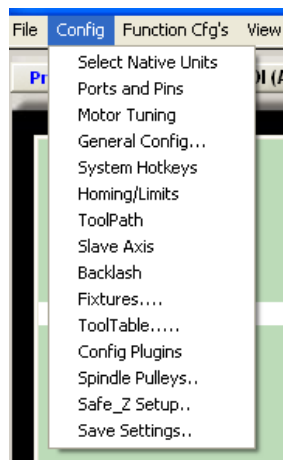 File Config Function Cfg's View
Select Native Units
Ports and Pins
Motor Tuning
General Config...
System Hotkeys
Homing/Limits
ToolPath
Slave Axis
Backlash
Fixtures....
ToolTable.....
Config Plugins
Spindle Pulleys..
Safe_Z Setup..
Save Settings..